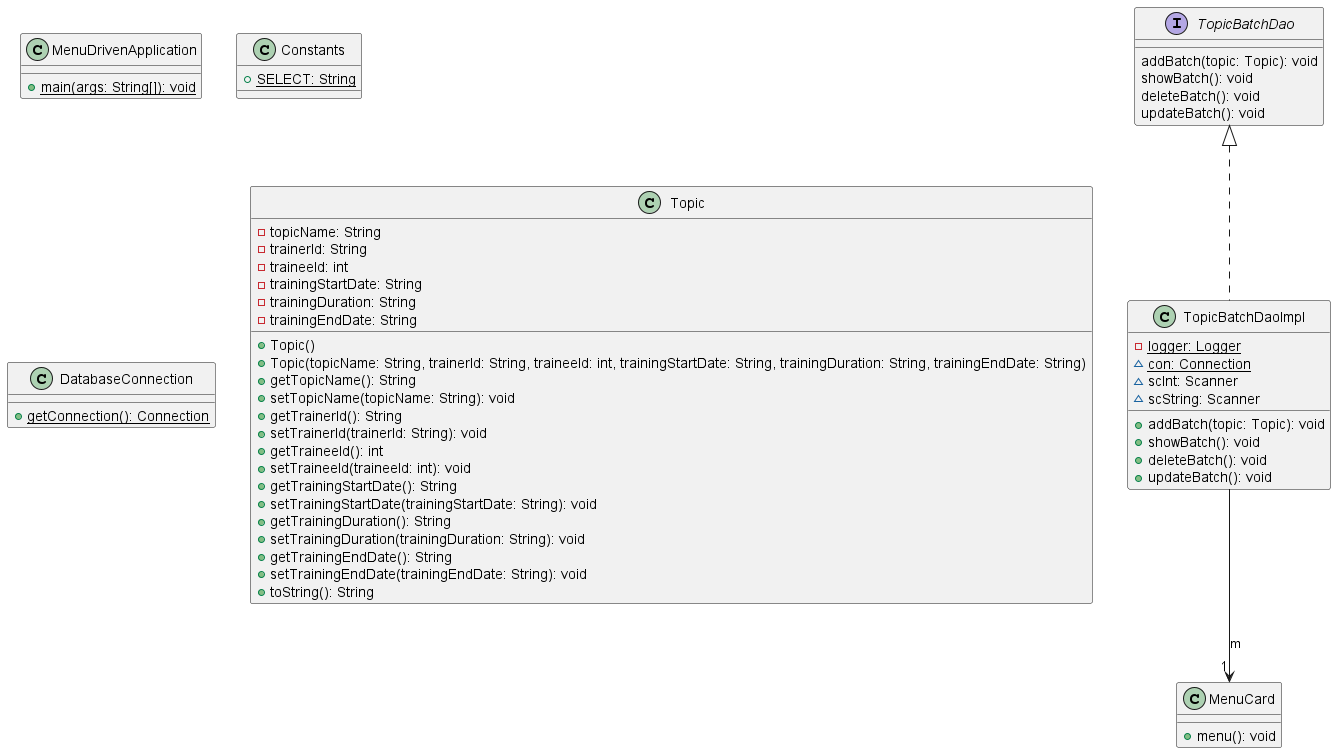 C MenuDrivenApplication
main(args: String[]): void
C Constants
SELECT: String
I TopicBatchDao
addBatch(topic: Topic): void
showBatch(): void
deleteBatch(): void
updateBatch(): void
C DatabaseConnection
getConnection(): Connection
C Topic
topicName: String
trainerId: String
traineeId: int
trainingStartDate: String
trainingDuration: String
trainingEndDate: String
Topic()
Topic(topicName: String, trainerId: String, traineeId: int, trainingStartDate: String, trainingDuration: String, trainingEndDate: String)
getTopicName(): String
setTopicName(topicName: String): void
getTrainerId(): String
setTrainerId(trainerId: String): void
getTraineeId(): int
setTraineeId(traineeId: int): void
getTrainingStartDate(): String
setTrainingStartDate(trainingStartDate: String): void
getTrainingDuration(): String
setTrainingDuration(trainingDuration: String): void
getTrainingEndDate(): String
setTrainingEndDate(trainingEndDate: String): void
toString(): String
C TopicBatchDaoImpl
logger: Logger
con: Connection
scInt: Scanner
scString: Scanner
addBatch(topic: Topic): void
showBatch(): void
deleteBatch(): void
updateBatch(): void
m
1
C MenuCard
menu(): void